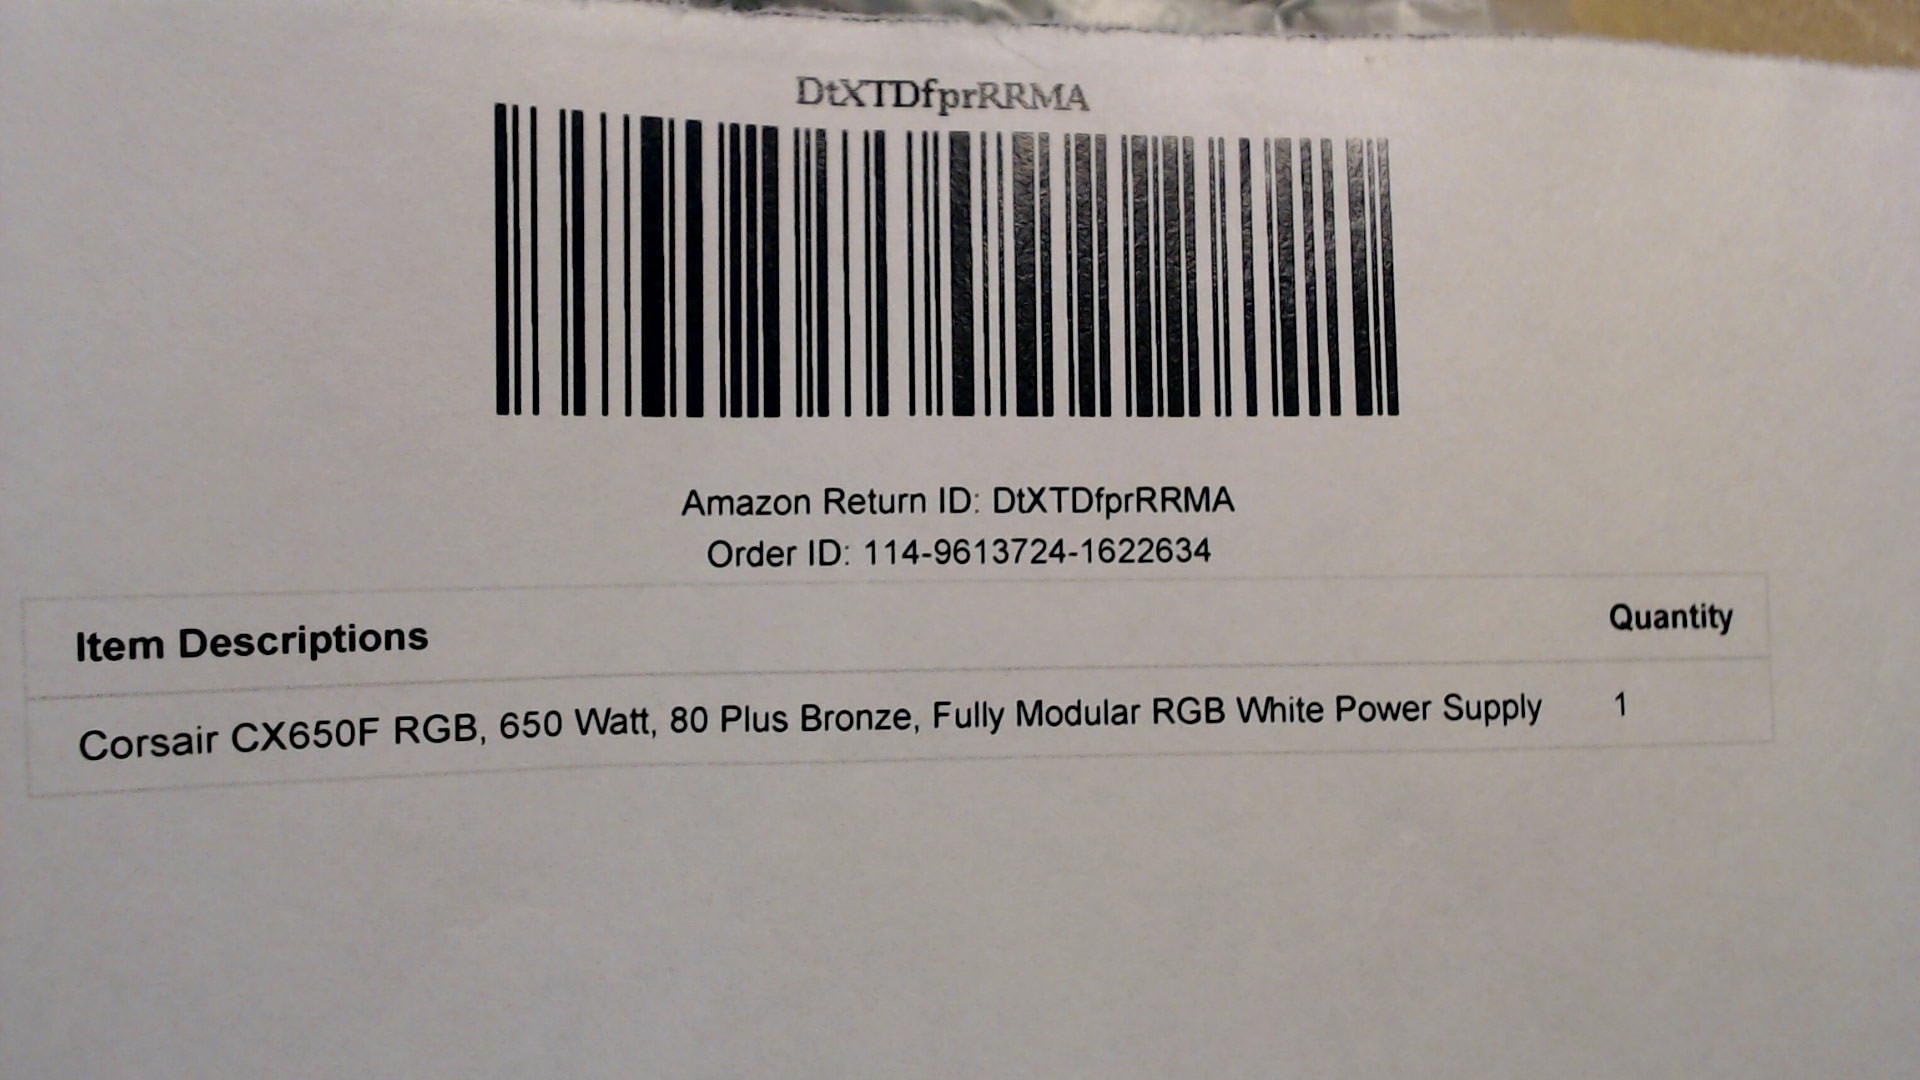 DtXTDfprRRMA
Amazon Return ID: DtXTDfprRRMA
Order ID: 114-9613724-1622634
Item Descriptions Quantity
Corsair CX650F RGB, 650 Watt, 80 Plus Bronze, Fully Modular RGB White Power Supply 1